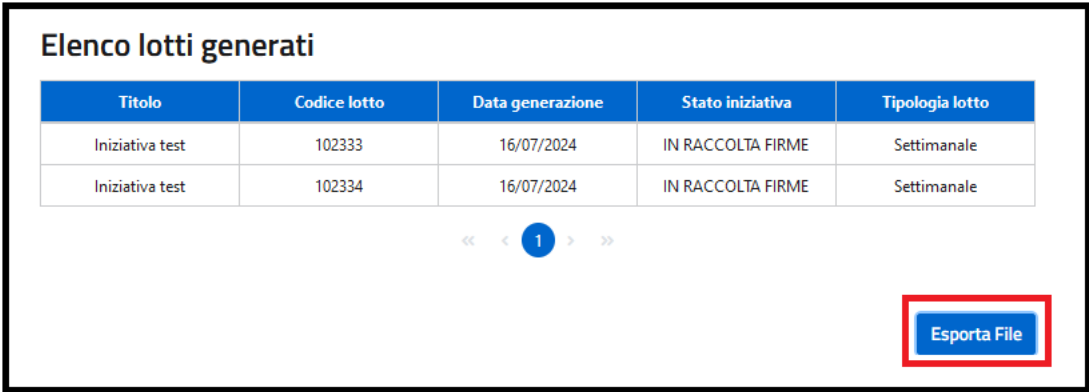 Elenco lotti generati
Titolo Codice lotto Data generazione Stato iniziativa Tipologia lotto
Iniziativa test 102333 16/07/2024 IN RACCOLTA FIRME Settimanale
Iniziativa test 102334 16/07/2024 IN RACCOLTA FIRME Settimanale
« < 1 > »
Esporta File